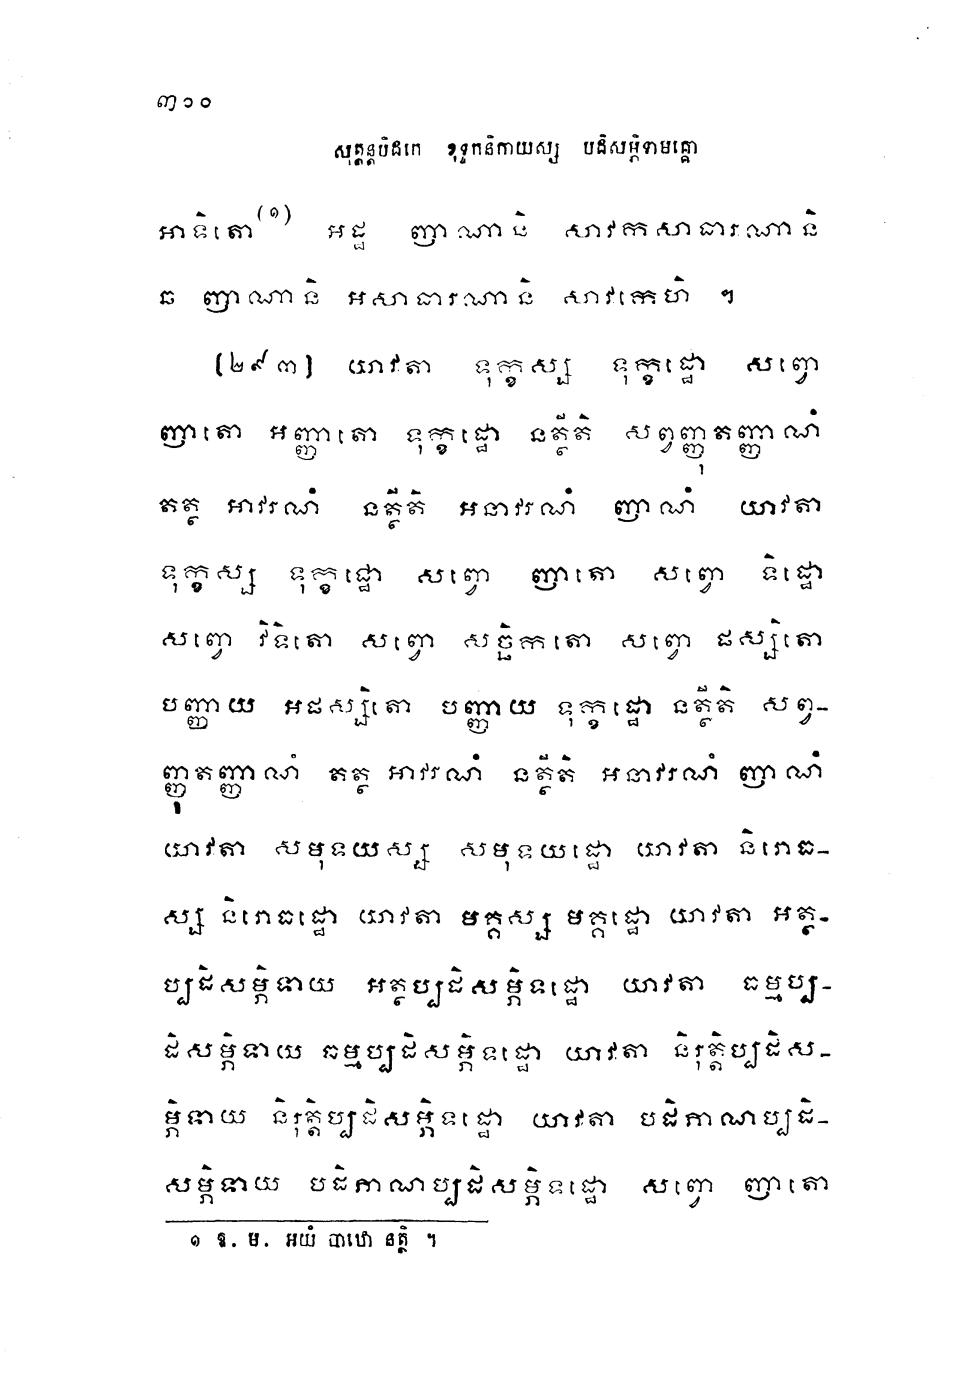 ៣១០
សុត្តន្តបិដកេ ខុទ្ទកនិកាយស្ស បដិសម្ភិទាមគ្គោ
អាទិតោ(១) អដ្ឋ ញាណានិ សាវកសាធារណានិ
ឆ ញាណានិ អសាធារណានិ សាវកេហិ ។
[២៩៣] យាវតា ទុក្ខស្ស ទុក្ខដ្ឋោ សព្វោ
ញាតោ អញ្ញាតោ ទុក្ខដ្ឋោ នត្ថីតិ សព្វញ្ញុតញ្ញាណំ
តត្ថ អាវរណំ នត្ថីតិ អនាវរណំ ញាណំ យាវតា
ទុក្ខស្ស ទុក្ខដ្ឋោ សព្វោ ញាតោ សព្វោ ទិដ្ឋោ
សព្វោ វិទិតោ សព្វោ សច្ឆិកតោ សព្វោ ផស្សិតោ
បញ្ញាយ អផស្សិតោ បញ្ញាយ ទុក្ខដ្ឋោ នត្ថីតិ សព្វ-
ញ្ញុតញ្ញាណំ តត្ថ អាវរណំ នត្ថីតិ អនាវរណំ ញាណំ
យាវតា សមុទយស្ស សមុទយដ្ឋោ យាវតា និរោធ-
ស្ស និរោធដ្ឋោ យាវតា មគ្គស្ស មគ្គដ្ឋោ យាវតា អត្ថ-
ប្បដិសម្ភិទាយ អត្ថប្បដិសម្ភិទដ្ឋោ យាវតា ធម្មប្ប-
ដិសម្ភិទាយ ធម្មប្បដិសម្ភិទដ្ឋោ យាវតា និរុត្តិប្បដិស-
ម្ភិទាយ និរុត្តិប្បដិសម្ភិទដ្ឋោ យាវតា បដិភាណប្បដិ-
សម្ភិទាយ បដិភាណប្បដិសម្ភិទដ្ឋោ សព្វោ ញាតោ
១ ឱ. ម. អយំ បាឋោ នត្ថិ ។